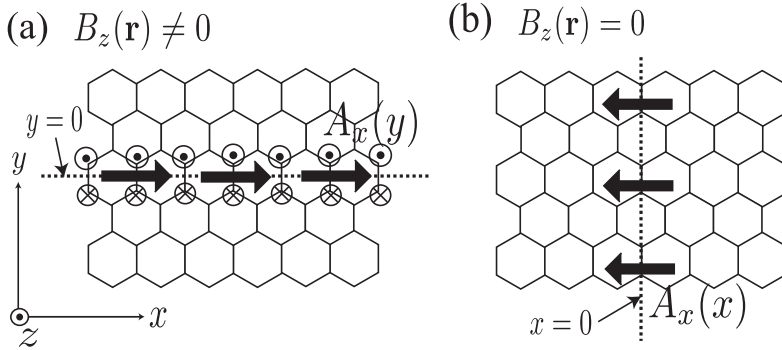 (a) B_z(r) ≠ 0
y=0
A_x(y)
y
z
x
(b) B_z(r) = 0
x = 0
A_x(x)